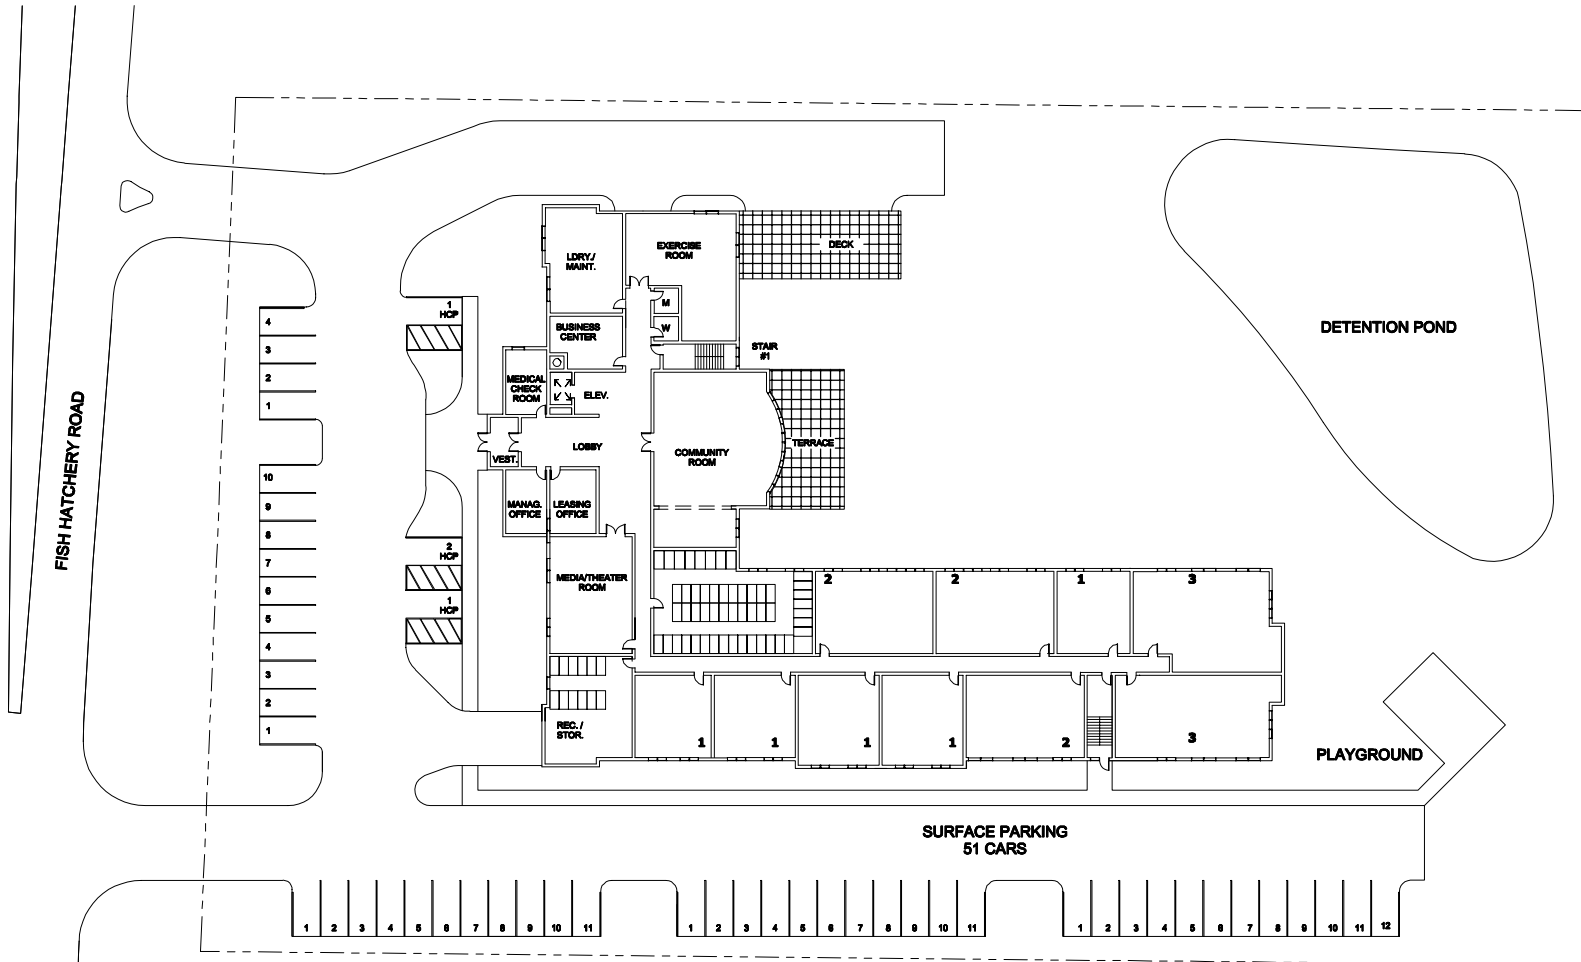 DECK
EXERCISE
ROOM
LDRY./
MAINT.
1
HCP
M
W
BUSINESS
CENTER
STAIR
#1
DETENTION POND
4
3
2
1
MEDICAL
CHECK
ROOM
ELEV.
FISH HATCHERY ROAD
LOBBY
TERRACE
VEST.
COMMUNITY
ROOM
10
9
8
7
6
5
4
3
2
1
MANAG.
OFFICE
LEASING
OFFICE
2
HCP
1
HCP
MEDIA/THEATER
ROOM
2
2
1
3
REC. /
STOR.
1
1
1
1
2
3
PLAYGROUND
SURFACE PARKING
51 CARS
1 2 3 4 5 6 7 8 9 10 11
1 2 3 4 5 6 7 8 9 10 11
1 2 3 4 5 6 7 8 9 10 11 12